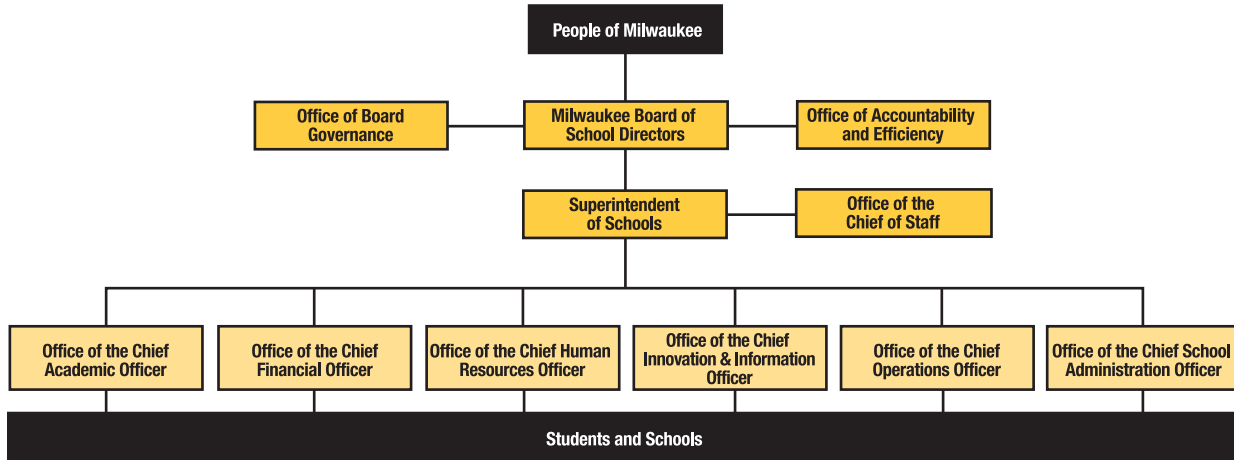 People of Milwaukee
Office of Board
Governance
Milwaukee Board of
School Directors
Office of Accountability
and Efficiency
Superintendent
of Schools
Office of the
Chief of Staff
Office of the Chief
Academic Officer
Office of the Chief
Financial Officer
Office of the Chief Human
Resources Officer
Office of the Chief
Innovation & Information
Officer
Office of the Chief
Operations Officer
Office of the Chief School
Administration Officer
Students and Schools